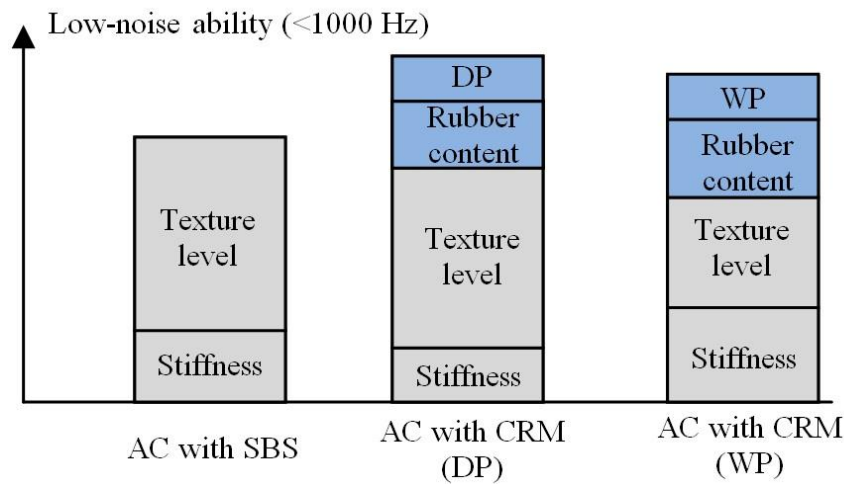 Low-noise ability (<1000 Hz)
Texture
level
Stiffness
AC with SBS
DP
Rubber
content
Texture
level
Stiffness
AC with CRM
(DP)
WP
Rubber
content
Texture
level
Stiffness
AC with CRM
(WP)